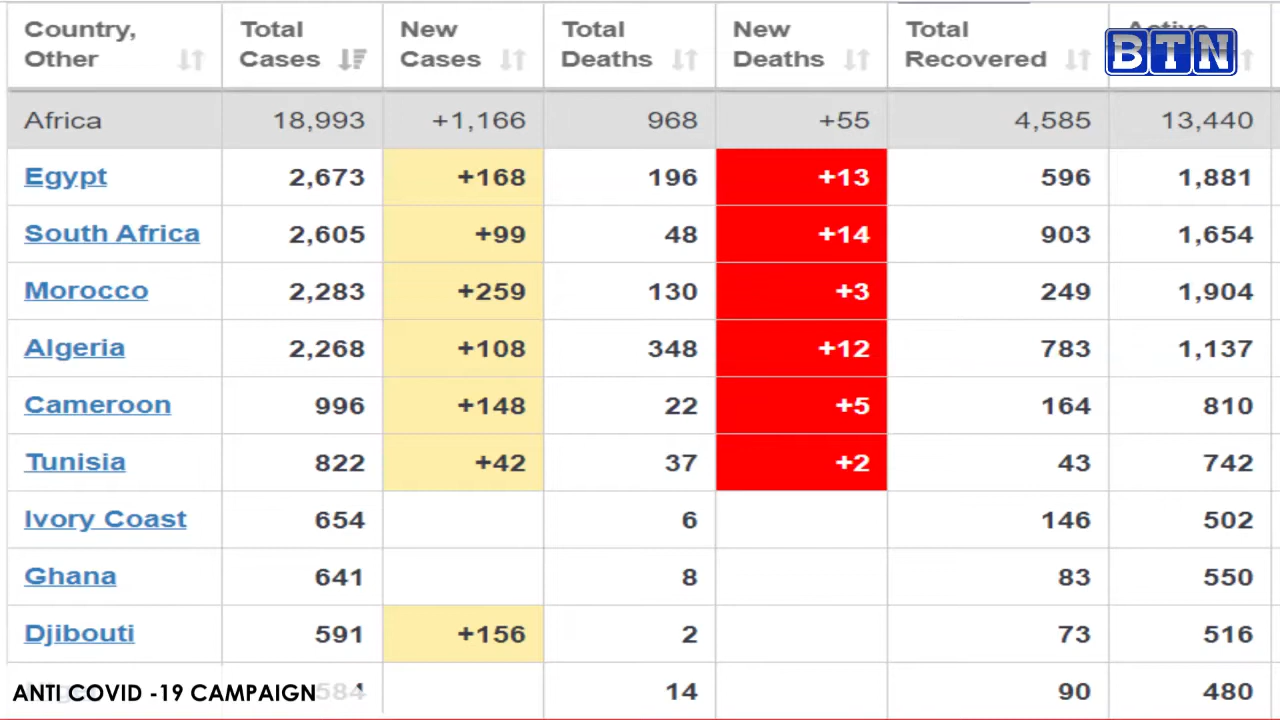 Country, Other Total Cases New Cases Total Deaths New Deaths Total Recovered Active
BTN
Africa 18,993 +1,166 968 +55 4,585 13,440
Egypt 2,673 +168 196 +13 596 1,881
South Africa 2,605 +99 48 +14 903 1,654
Morocco 2,283 +259 130 +3 249 1,904
Algeria 2,268 +108 348 +12 783 1,137
Cameroon 996 +148 22 +5 164 810
Tunisia 822 +42 37 +2 43 742
Ivory Coast 654 6 146 502
Ghana 641 8 83 550
Djibouti 591 +156 2 73 516
584 14 90 480
ANTI COVID -19 CAMPAIGN